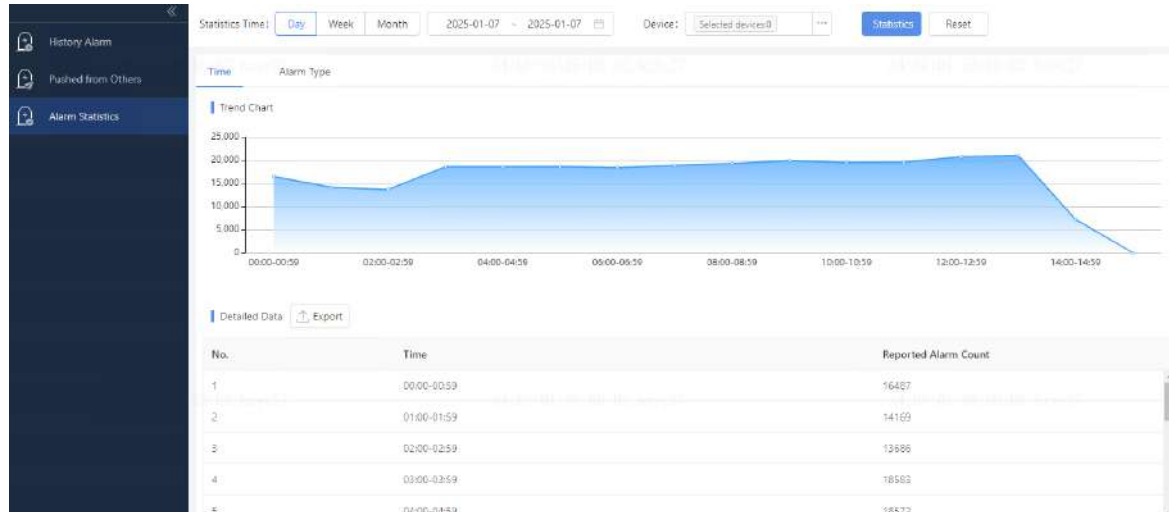 Statistics Time: Day Week Month 2025-01-07 ~ 2025-01-07 Device: Selected devices:0 ... Statistics Reset
History Alarm
Pushed from Others
Alarm Statistics
Time Alarm Type
Trend Chart
25,000
20,000
15,000
10,000
5,000
0
00:00-00:59 02:00-02:59 04:00-04:59 06:00-06:59 08:00-08:59 10:00-10:59 12:00-12:59 14:00-14:59
Detailed Data Export
No. Time Reported Alarm Count
1 00:00-00:59 16487
2 01:00-01:59 14169
3 02:00-02:59 13686
4 03:00-03:59 18583
5 04:00-04:59 18573